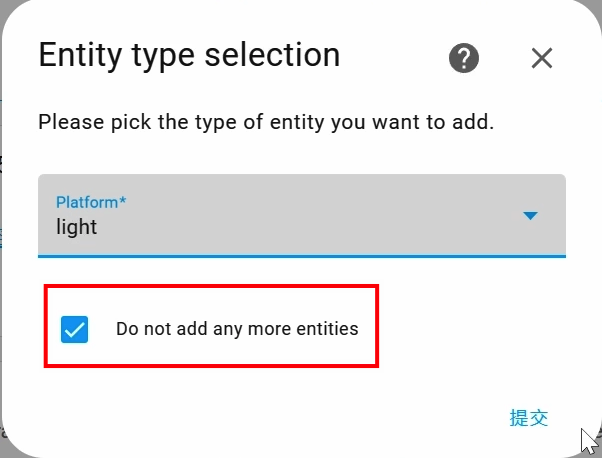 Entity type selection
Please pick the type of entity you want to add.
Platform*
light
Do not add any more entities
提交